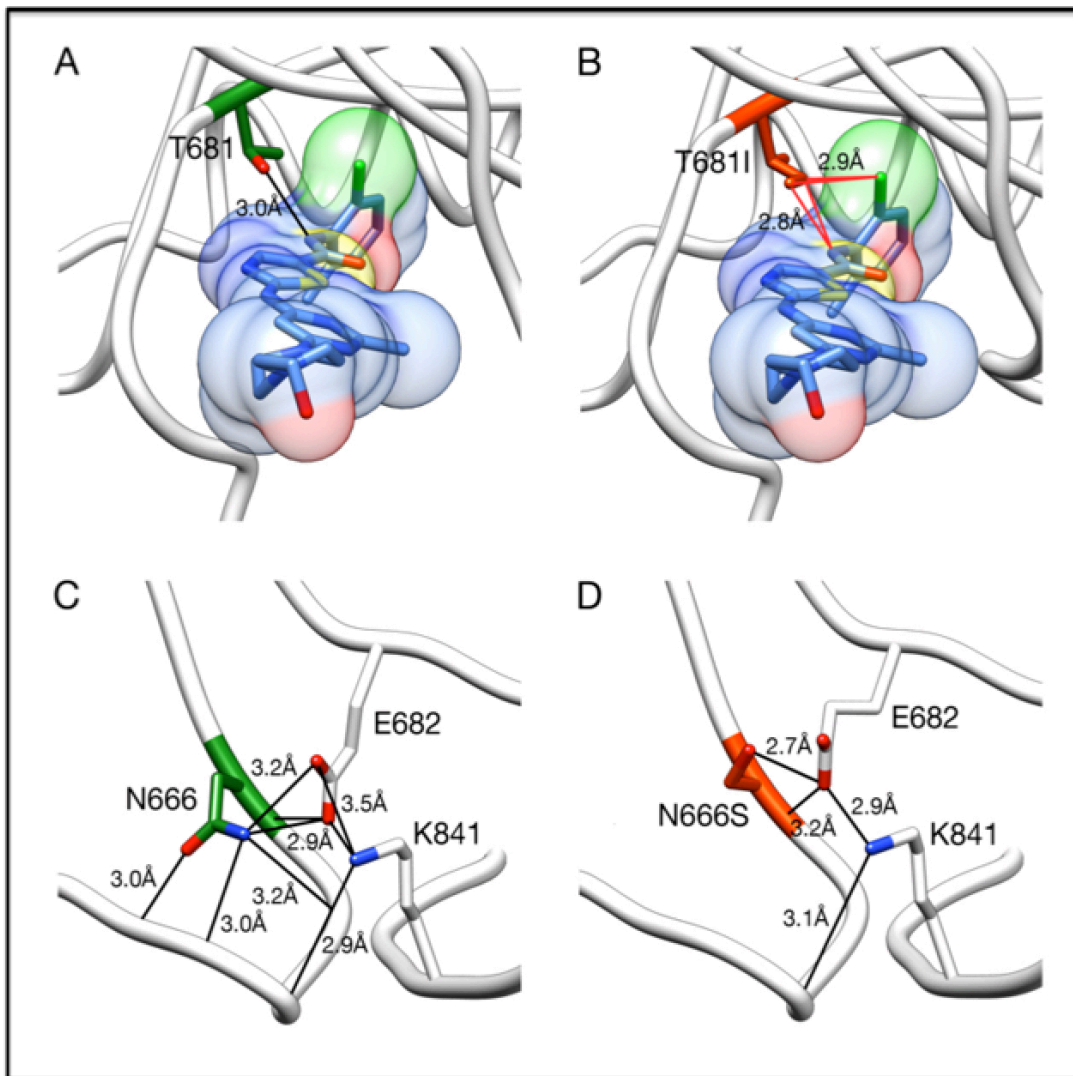 A
T681
3.0Å
B
T681I
2.9Å
2.8Å
C
E682
3.2Å
N666
3.5Å
2.9Å
K841
3.0Å
3.2Å
3.0Å
2.9Å
D
E682
2.7Å
N666S
2.9Å
3.2Å
K841
3.1Å